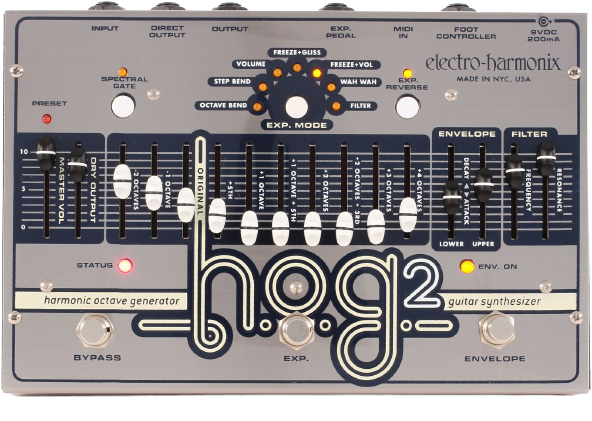 INPUT
DIRECT OUTPUT
OUTPUT
EXP. PEDAL
MIDI IN
FOOT CONTROLLER
9VDC 200mA
electro-harmonix
MADE IN NYC, USA
FREEZE+GLISS
VOLUME
FREEZE+VOL
STEP BEND
WAH WAH
OCTAVE BEND
FILTER
EXP. MODE
SPECTRAL GATE
EXP. REVERSE
PRESET
ENVELOPE
FILTER
10
5
0
MASTER VOL
DRY OUTPUT
-2 OCTAVES
-1 OCTAVE
ORIGINAL
+5TH
+1 OCTAVE
+1 OCTAVE + 5TH
+2 OCTAVES
+2 OCTAVES + 3RD
+3 OCTAVES
+4 OCTAVES
DECAY ◄ ATTACK
LOWER
UPPER
FREQUENCY
RESONANCE
STATUS
ENV. ON
h.o.g.2
harmonic octave generator
guitar synthesizer
BYPASS
EXP.
ENVELOPE